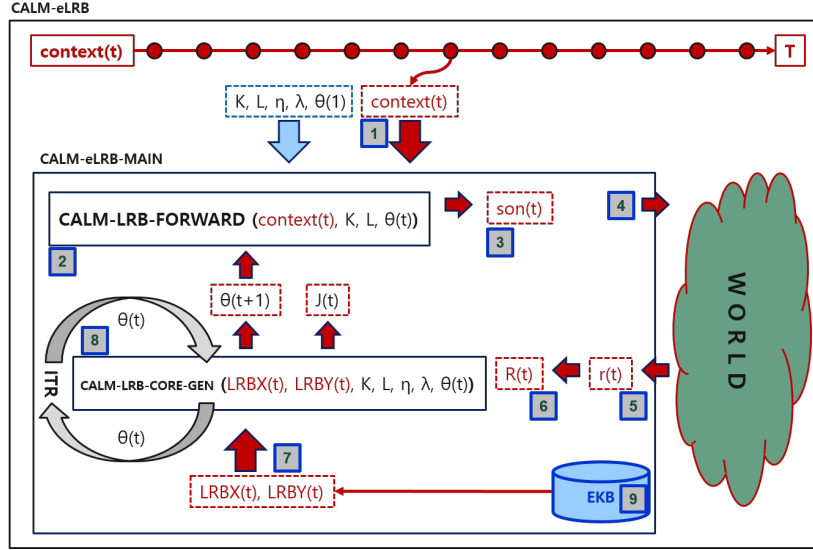 CALM-eLRB
context(t)
T
K, L, η, λ, θ(1)
context(t)
1
CALM-eLRB-MAIN
CALM-LRB-FORWARD (context(t), K, L, θ(t))
son(t)
4
3
2
θ(t+1)
J(t)
WORLD
θ(t)
8
ITR
CALM-LRB-CORE-GEN (LRBX(t), LRBY(t), K, L, η, λ, θ(t))
R(t)
r(t)
6
5
θ(t)
7
LRBX(t), LRBY(t)
EKB
9